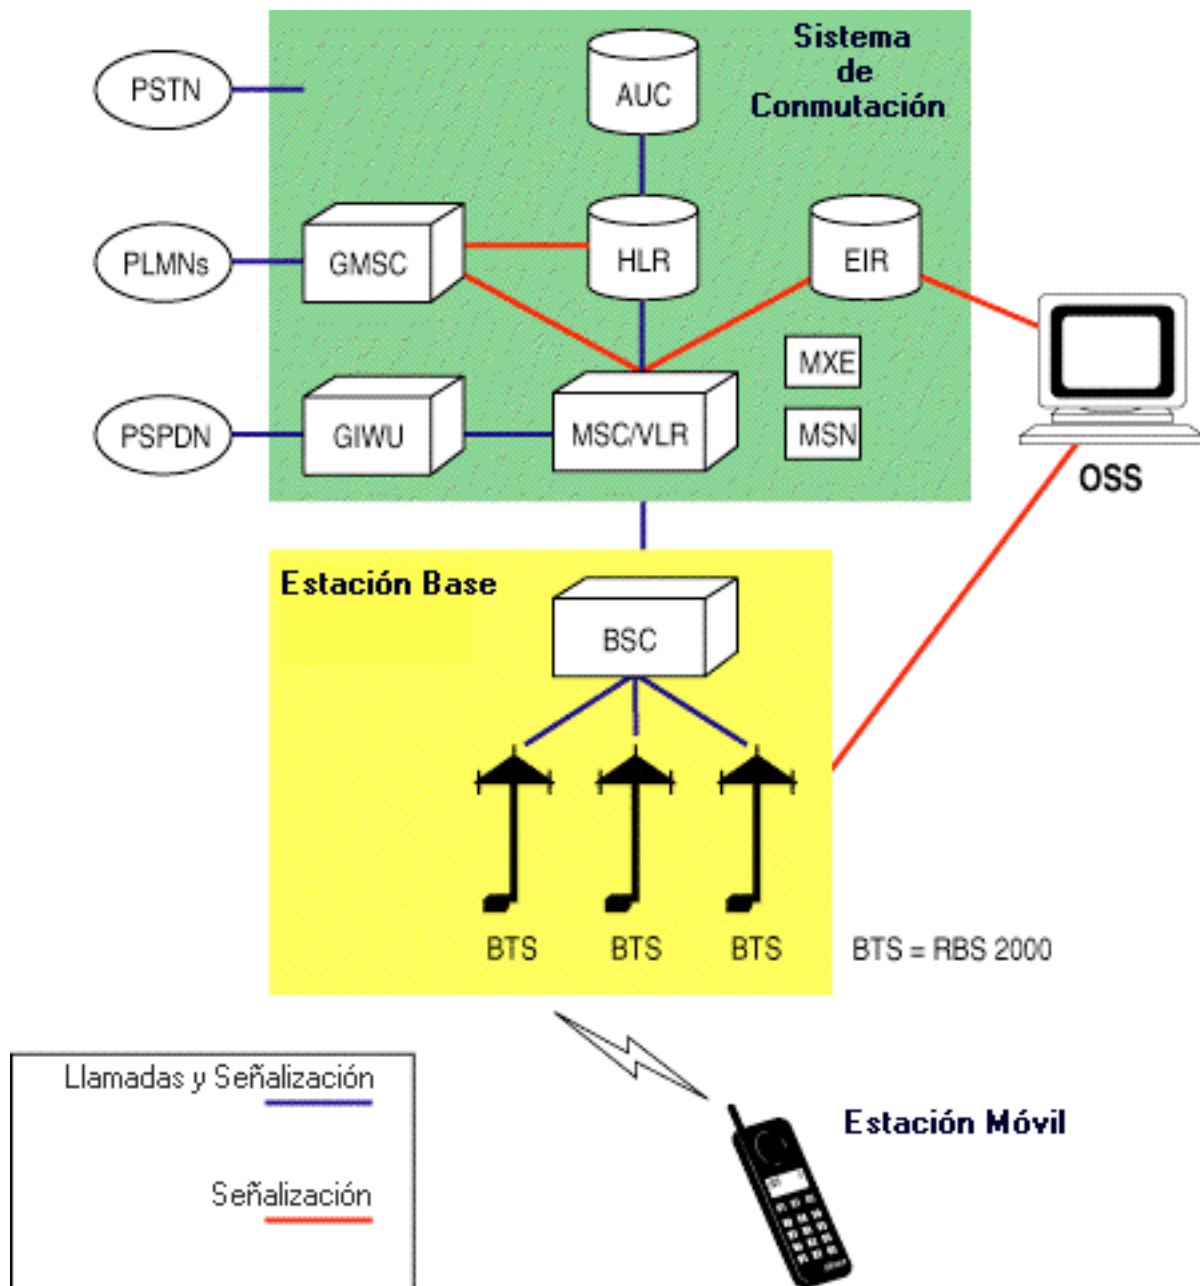 Sistema
de
Conmutación
PSTN
AUC
PLMNs
GMSC
HLR
EIR
MXE
PSPDN
GIWU
MSC/VLR
MSN
OSS
Estación Base
BSC
BTS
BTS
BTS
BTS = RBS 2000
Llamadas y Señalización
Estación Móvil
Señalización